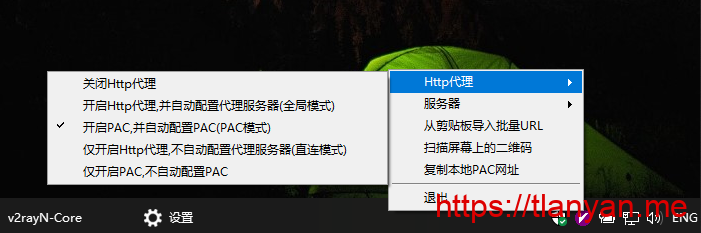 关闭Http代理
开启Http代理,并自动配置代理服务器(全局模式)
开启PAC,并自动配置PAC(PAC模式)
仅开启Http代理,不自动配置代理服务器(直连模式)
仅开启PAC,不自动配置PAC
Http代理
服务器
从剪贴板导入批量URL
扫描屏幕上的二维码
复制本地PAC网址
退出
https://tlanyan.me
v2rayN-Core
设置
ENG